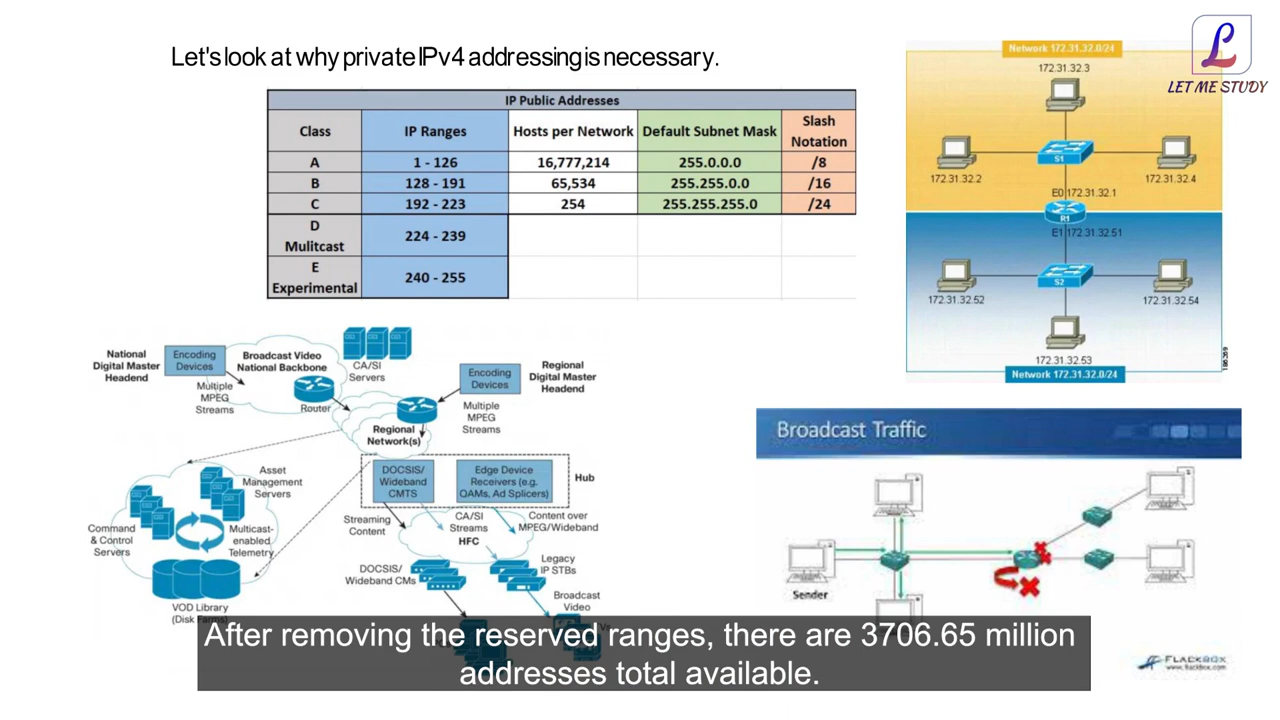 Let's look at why private IPv4 addressing is necessary.
LET ME STUDY
IP Public Addresses
Class IP Ranges Hosts per Network Default Subnet Mask Slash Notation
A 1 - 126 16,777,214 255.0.0.0 /8
B 128 - 191 65,534 255.255.0.0 /16
C 192 - 223 254 255.255.255.0 /24
D Mulitcast 224 - 239
E Experimental 240 - 255
Network 172.31.32.0/24
172.31.32.3
S1
172.31.32.2
172.31.32.4
E0 172.31.32.1
R1
E1 172.31.32.51
S2
172.31.32.52
172.31.32.54
172.31.32.53
Network 172.31.32.0/24
National
Digital Master
Headend
Encoding
Devices
Broadcast Video
National Backbone
CA/SI
Servers
Multiple
MPEG
Streams
Router
Encoding
Devices
Regional
Digital Master
Headend
Multiple
MPEG
Streams
Regional
Network(s)
DOCSIS/
Wideband
CMTS
Edge Device
Receivers (e.g.
QAMs, Ad Splicers)
Hub
Asset
Management
Servers
Command
& Control
Servers
Multicast-
enabled
Telemetry
Streaming
Content
CA/SI
Streams
HFC
Content over
MPEG/Wideband
DOCSIS/
Wideband CMs
Legacy
IP STBs
Broadcast
Video
VOD Library
(Disk Farms)
Broadcast Traffic
Sender
FLACKBOX
www.flackbox.com
After removing the reserved ranges, there are 3706.65 million
addresses total available.